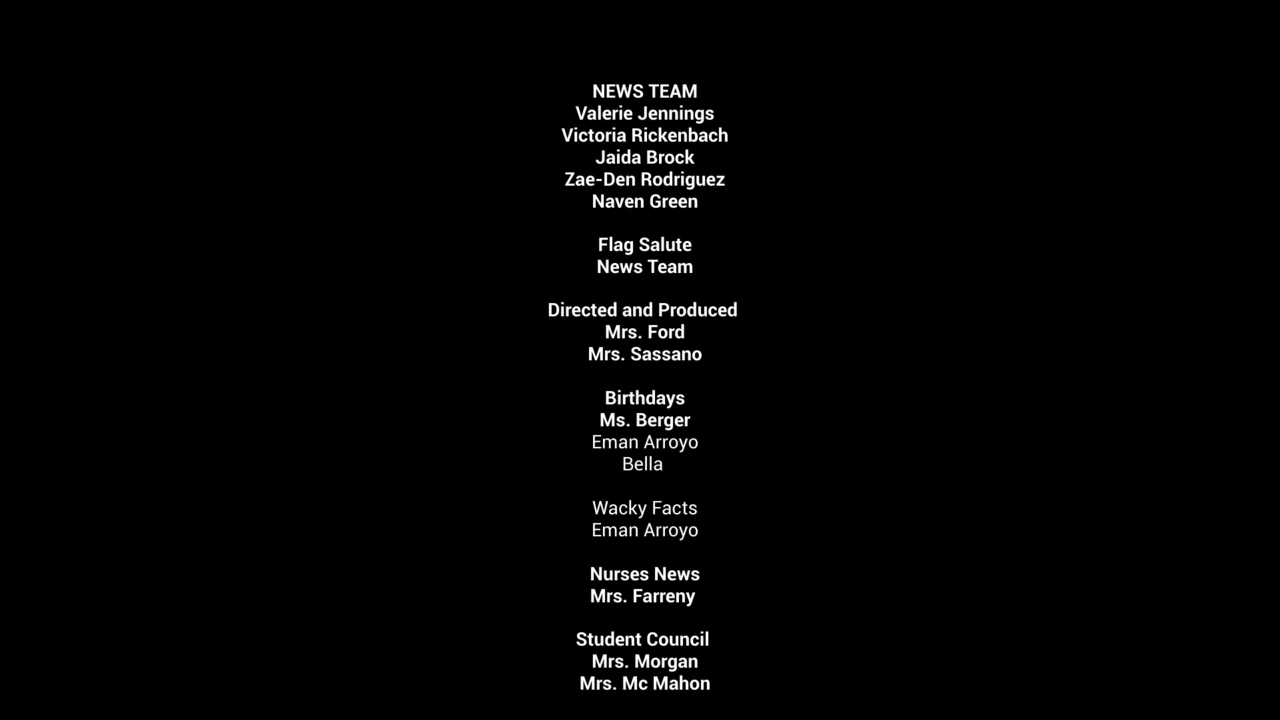 NEWS TEAM
Valerie Jennings
Victoria Rickenbach
Jaida Brock
Zae-Den Rodriguez
Naven Green
Flag Salute
News Team
Directed and Produced
Mrs. Ford
Mrs. Sassano
Birthdays
Ms. Berger
Eman Arroyo
Bella
Wacky Facts
Eman Arroyo
Nurses News
Mrs. Farreny
Student Council
Mrs. Morgan
Mrs. Mc Mahon